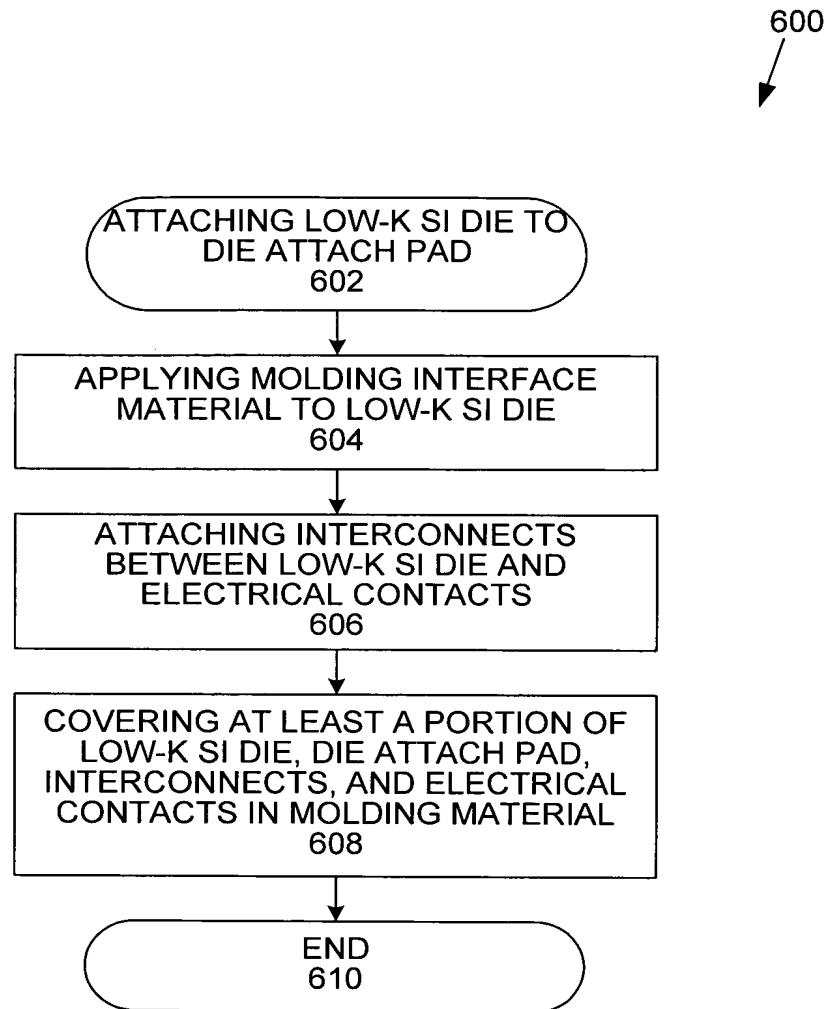 600
ATTACHING LOW-K SI DIE TO
DIE ATTACH PAD
602
APPLYING MOLDING INTERFACE
MATERIAL TO LOW-K SI DIE
604
ATTACHING INTERCONNECTS
BETWEEN LOW-K SI DIE AND
ELECTRICAL CONTACTS
606
COVERING AT LEAST A PORTION OF
LOW-K SI DIE, DIE ATTACH PAD,
INTERCONNECTS, AND ELECTRICAL
CONTACTS IN MOLDING MATERIAL
608
END
610